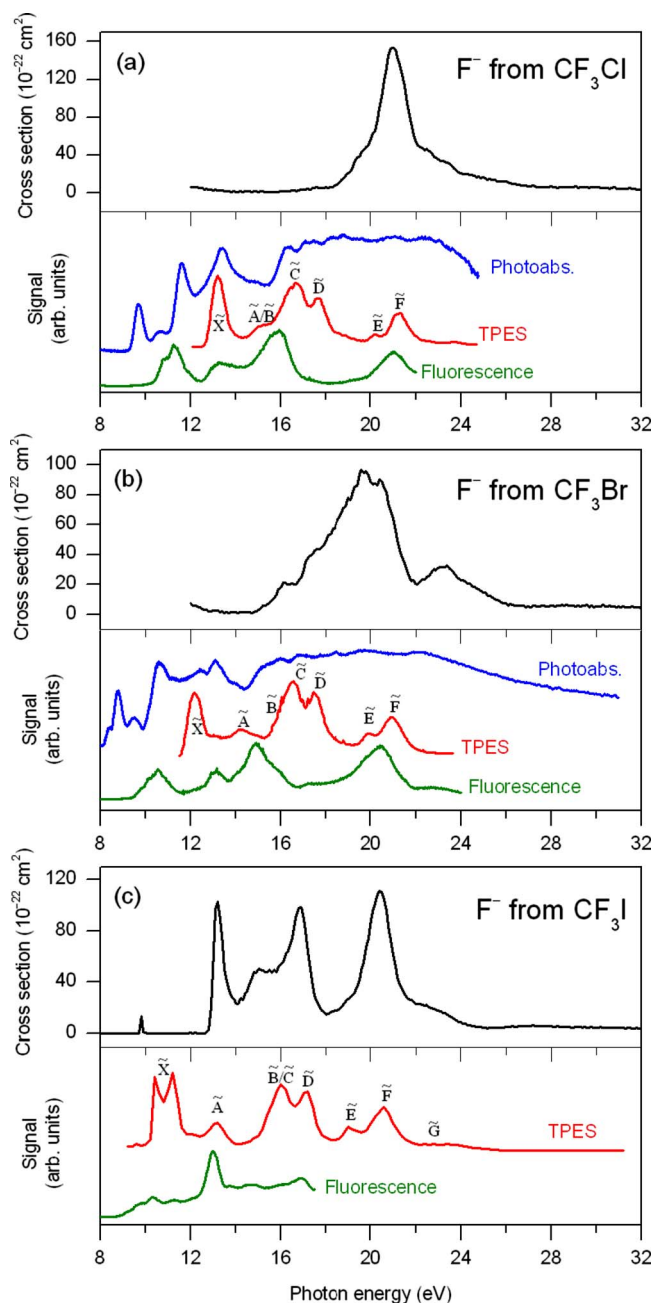 (a)
F⁻ from CF₃Cl
Cross section (10⁻²² cm²)
160
120
80
40
0
Photoabs.
C̃
D̃
X̃
Ã/B̃
Ẽ
F̃
TPES
Fluorescence
Signal
(arb. units)
8 12 16 20 24 28 32
(b)
F⁻ from CF₃Br
Cross section (10⁻²² cm²)
100
80
60
40
20
0
Photoabs.
C̃
D̃
B̃
X̃
Ã
Ẽ
F̃
TPES
Fluorescence
Signal
(arb. units)
8 12 16 20 24 28 32
(c)
F⁻ from CF₃I
Cross section (10⁻²² cm²)
120
80
40
0
X̃
Ã
B̃/C̃
D̃
Ẽ
F̃
G̃
TPES
Fluorescence
Signal
(arb. units)
8 12 16 20 24 28 32
Photon energy (eV)